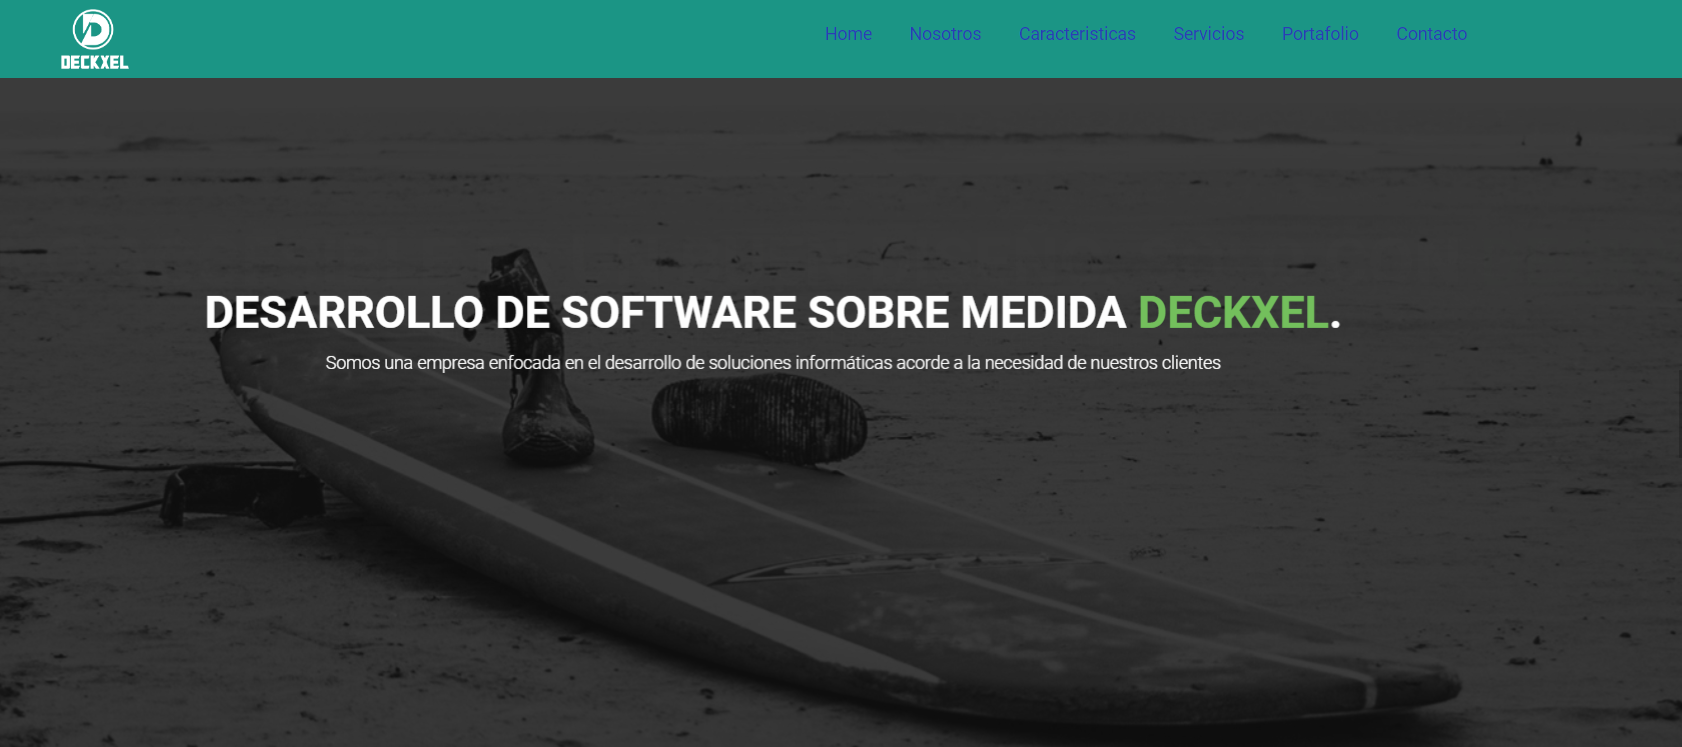 DECKXEL
Home Nosotros Caracteristicas Servicios Portafolio Contacto
DESARROLLO DE SOFTWARE SOBRE MEDIDA DECKXEL.
Somos una empresa enfocada en el desarrollo de soluciones informáticas acorde a la necesidad de nuestros clientes